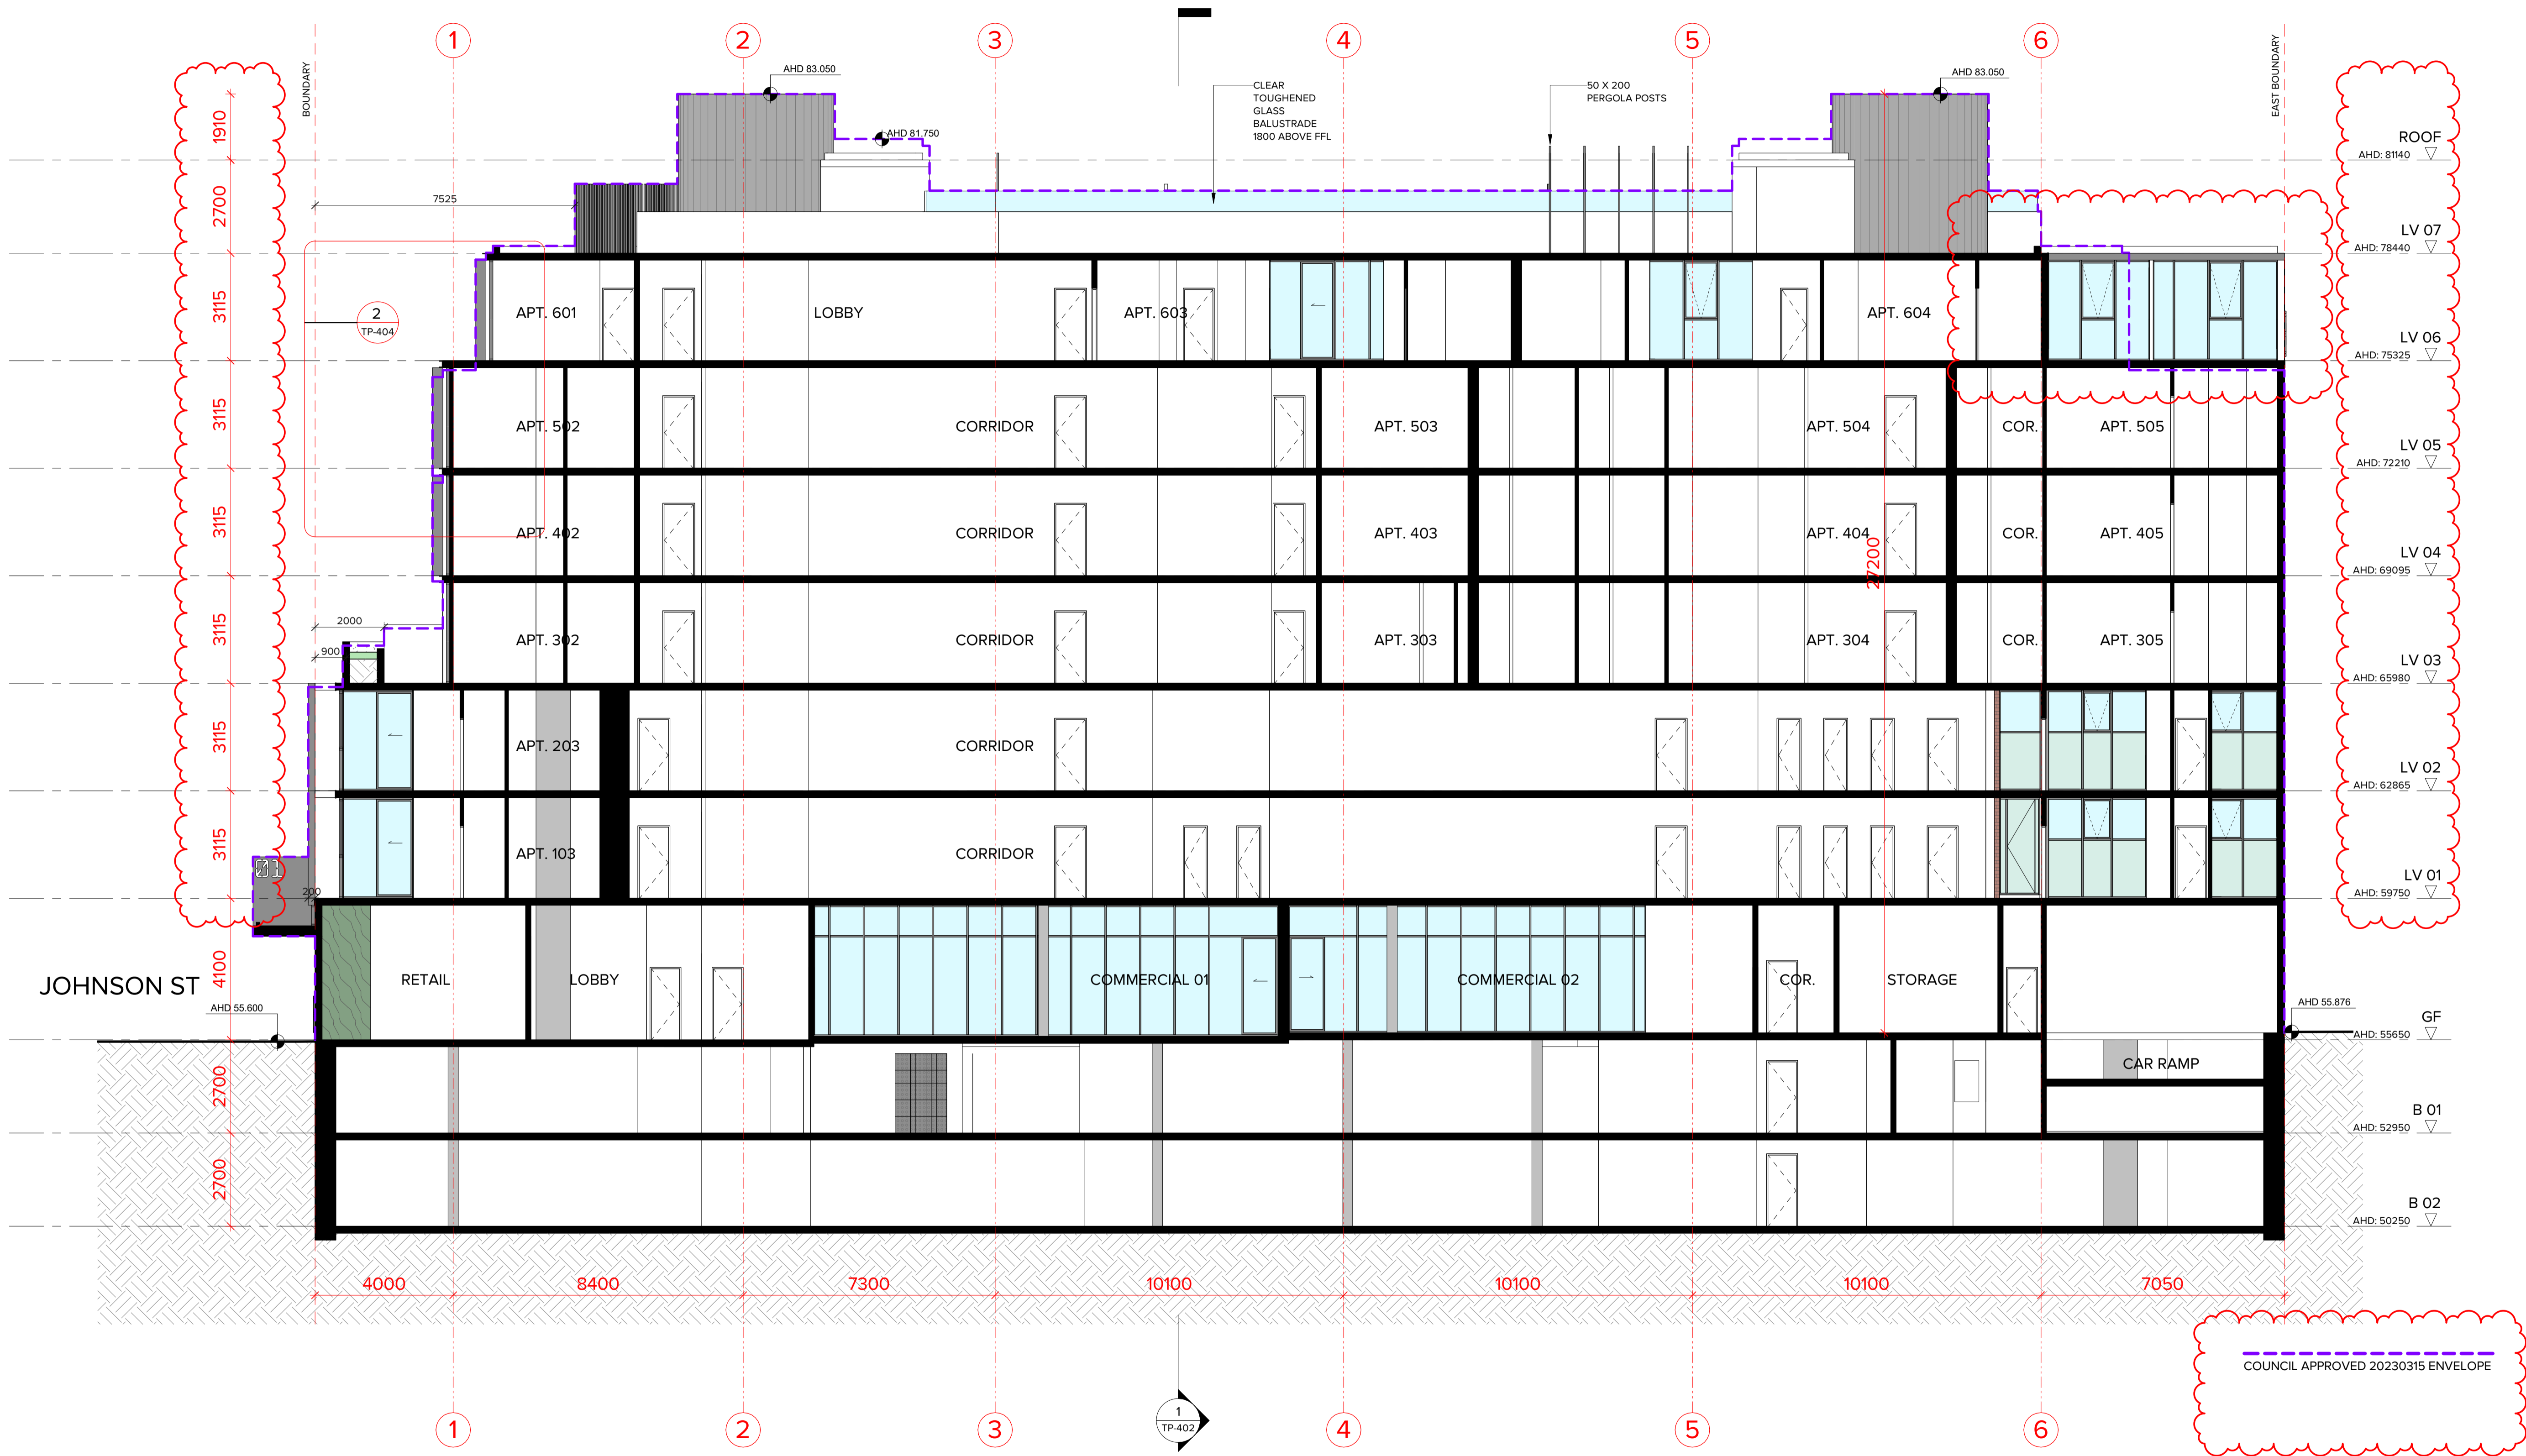 1
2
3
4
5
6
BOUNDARY
EAST BOUNDARY
AHD 83.050
AHD 81.750
CLEAR
TOUGHENED
GLASS
BALUSTRADE
1800 ABOVE FFL
50 X 200
PERGOLA POSTS
AHD 83.050
1910
2700
3115
3115
3115
3115
3115
3115
4100
2700
2700
7525
2
TP-404
2000
900
200
01
27200
ROOF
AHD: 81140
LV 07
AHD: 78440
APT. 601
LOBBY
APT. 603
APT. 604
LV 06
AHD: 75325
APT. 502
CORRIDOR
APT. 503
APT. 504
COR.
APT. 505
LV 05
AHD: 72210
APT. 402
CORRIDOR
APT. 403
APT. 404
COR.
APT. 405
LV 04
AHD: 69095
APT. 302
CORRIDOR
APT. 303
APT. 304
COR.
APT. 305
LV 03
AHD: 65980
APT. 203
CORRIDOR
LV 02
AHD: 62865
APT. 103
CORRIDOR
LV 01
AHD: 59750
JOHNSON ST
AHD 55.600
RETAIL
LOBBY
COMMERCIAL 01
COMMERCIAL 02
COR.
STORAGE
AHD 55.876
GF
AHD: 55650
CAR RAMP
B 01
AHD: 52950
B 02
AHD: 50250
4000
8400
7300
10100
10100
10100
7050
COUNCIL APPROVED 20230315 ENVELOPE
1
TP-402
1
2
3
4
5
6